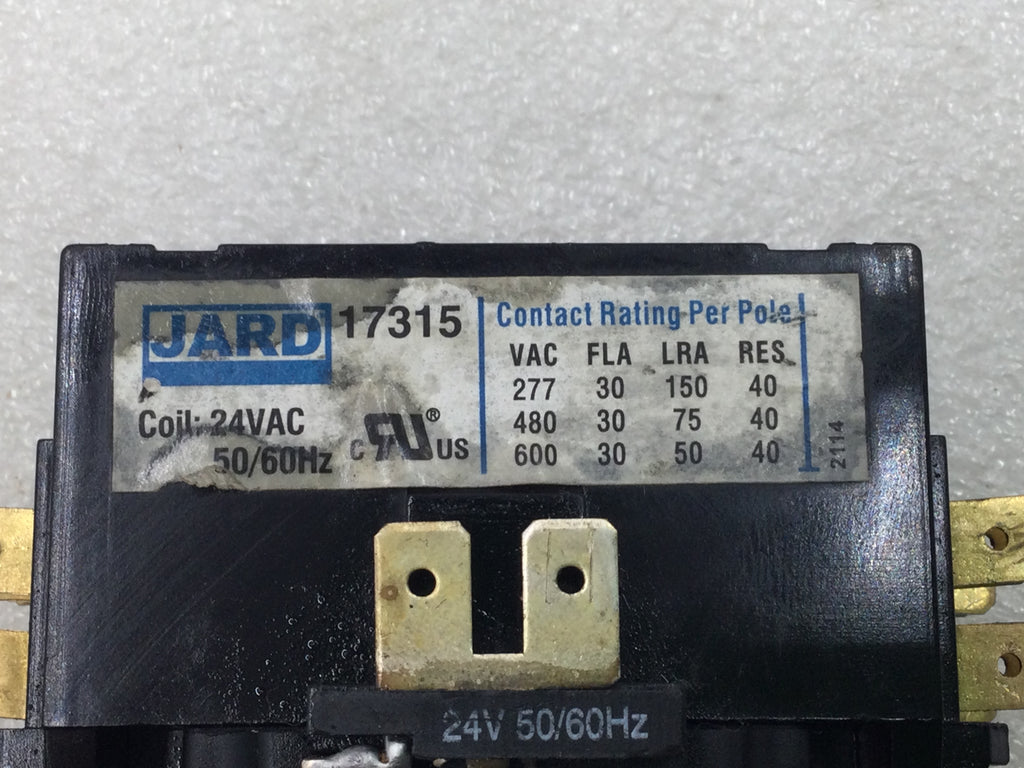 JARD 17315
Coil: 24VAC
50/60Hz
C RU® US
Contact Rating Per Pole
VAC FLA LRA RES
277 30 150 40
480 30 75 40
600 30 50 40
2114
24V 50/60Hz